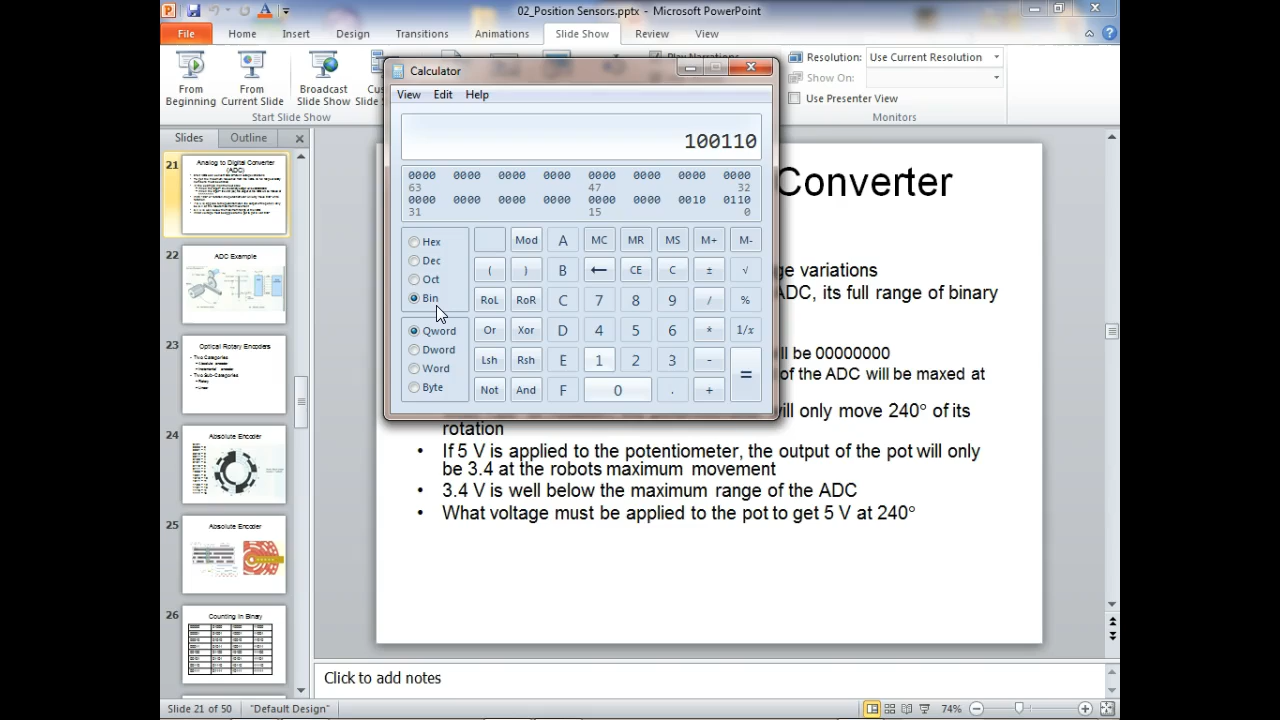 02_Position Sensors.pptx - Microsoft PowerPoint
File Home Insert Design Transitions Animations Slide Show Review View
From Beginning
From Current Slide
Broadcast Slide Show
Start Slide Show
Resolution: Use Current Resolution
Show On:
Use Presenter View
Monitors
Slides Outline
21
Analog to Digital Converter
(ADC)
22
ADC Example
23
Optical Rotary Encoders
24
Absolute Encoder
25
Absolute Encoder
26
Counting in Binary
Calculator
View Edit Help
100110
0000 0000 0000 0000 0000 0000 0000 0000
63 47 32
0000 0000 0000 0000 0000 0000 0010 0110
31 15 0
Hex
Dec
Oct
Bin
Qword
Dword
Word
Byte
Mod A MC MR MS M+ M-
( ) B ← CE C ± √
RoL RoR C 7 8 9 / %
Or Xor D 4 5 6 * 1/x
Lsh Rsh E 1 2 3 - =
Not And F 0 . +
Converter
variations
ADC, its full range of binary
be 00000000
of the ADC will be maxed at
will only move 240° of its
rotation
• If 5 V is applied to the potentiometer, the output of the pot will only
be 3.4 at the robots maximum movement
• 3.4 V is well below the maximum range of the ADC
• What voltage must be applied to the pot to get 5 V at 240°
Click to add notes
Slide 21 of 50 "Default Design" 74%